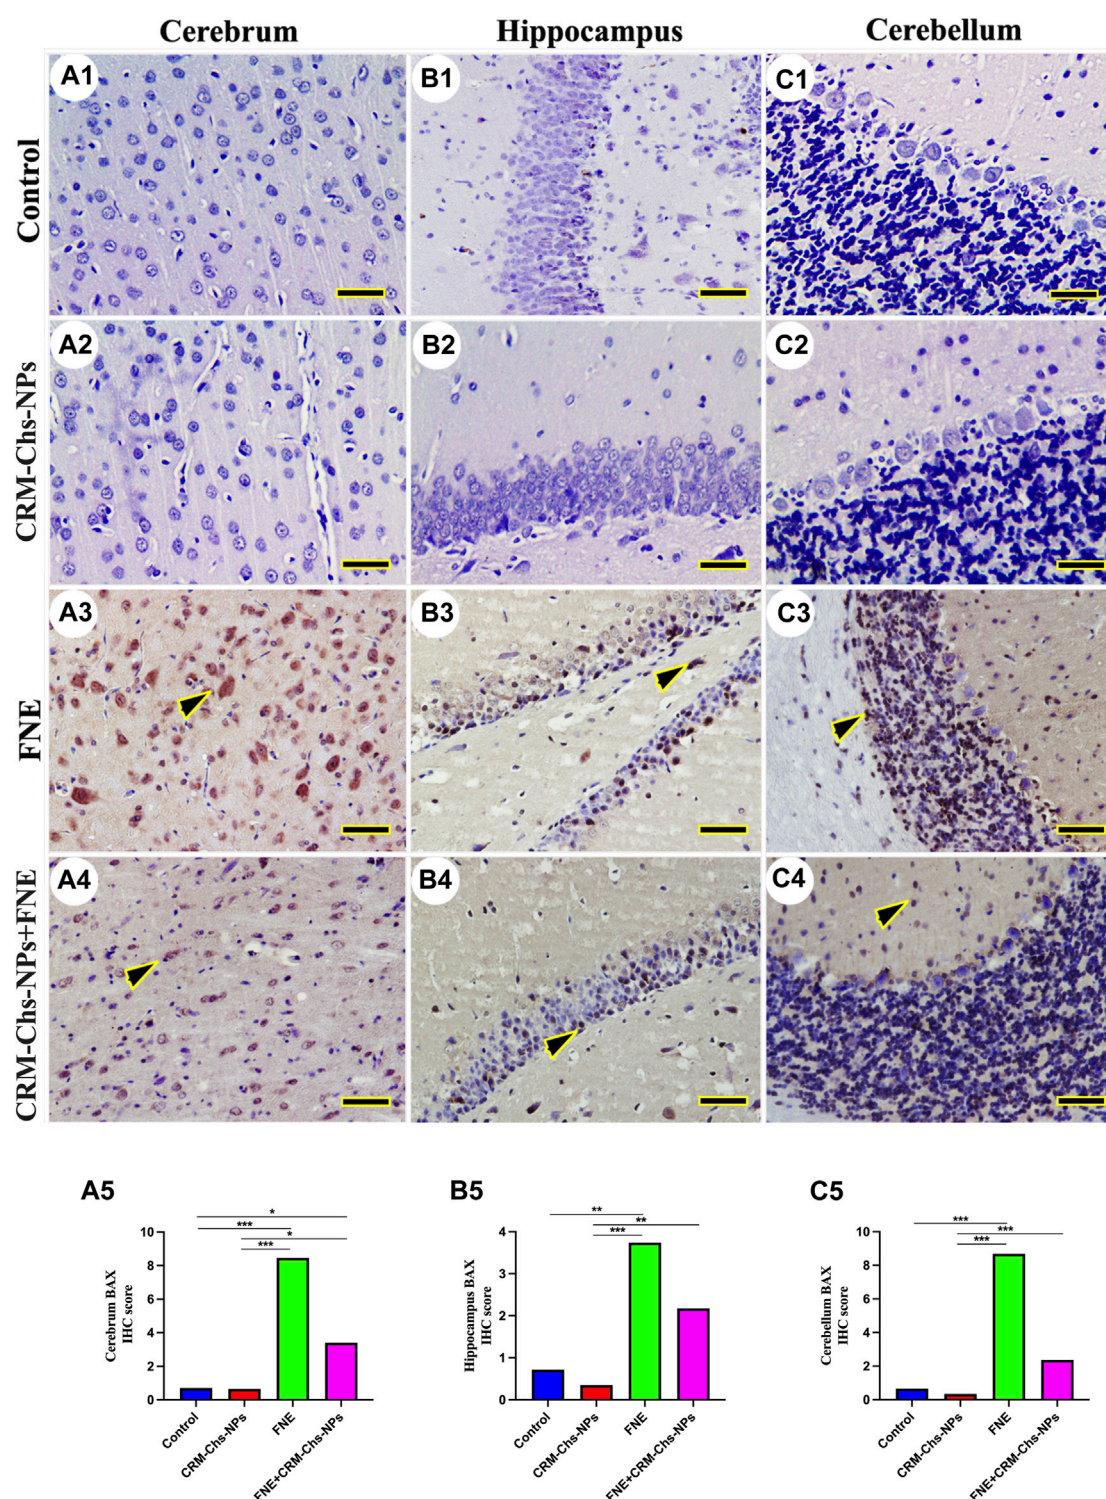 Cerebrum Hippocampus Cerebellum
Control
A1 B1 C1
CRM-Chs-NPs
A2 B2 C2
FNE
A3 B3 C3
CRM-Chs-NPs+FNE
A4 B4 C4
A5
*
***
*
***
Cerebrum BAX
IHC score
10
8
6
4
2
0
Control
CRM-Chs-NPs
FNE
FNE+CRM-Chs-NPs
B5
**
**
***
Hippocampus BAX
IHC score
4
3
2
1
0
Control
CRM-Chs-NPs
FNE
FNE+CRM-Chs-NPs
C5
***
***
***
Cerebellum BAX
IHC score
10
8
6
4
2
0
Control
CRM-Chs-NPs
FNE
FNE+CRM-Chs-NPs